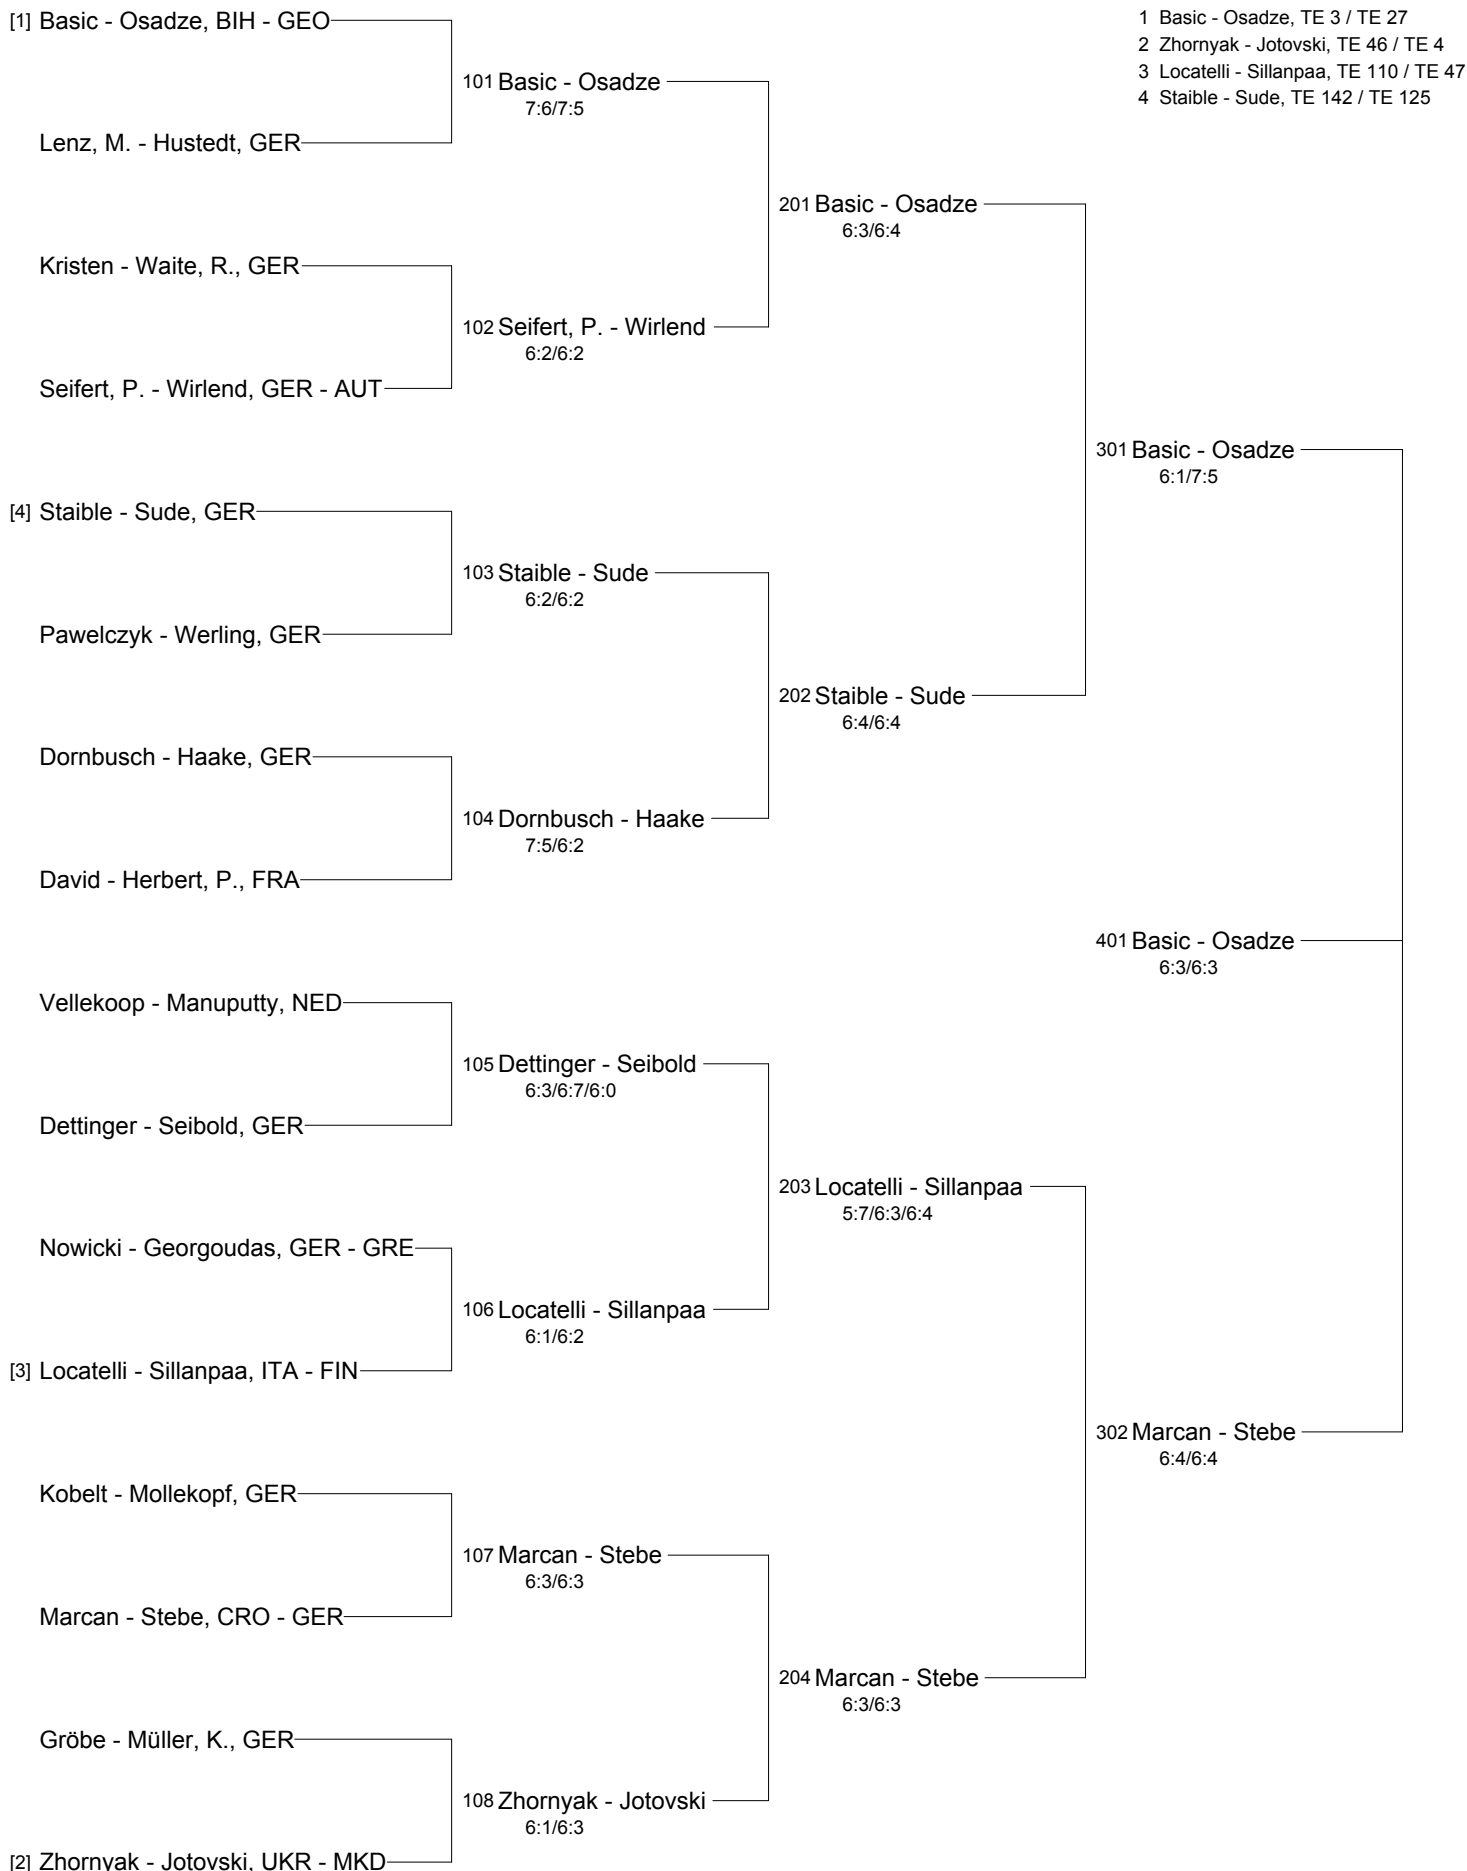 [1] Basic - Osadze, BIH - GEO
1 Basic - Osadze, TE 3 / TE 27
2 Zhornyak - Jotovski, TE 46 / TE 4
3 Locatelli - Sillanpaa, TE 110 / TE 47
4 Staible - Sude, TE 142 / TE 125
101 Basic - Osadze
7:6/7:5
Lenz, M. - Hustedt, GER
201 Basic - Osadze
6:3/6:4
Kristen - Waite, R., GER
102 Seifert, P. - Wirlend
6:2/6:2
Seifert, P. - Wirlend, GER - AUT
301 Basic - Osadze
6:1/7:5
[4] Staible - Sude, GER
103 Staible - Sude
6:2/6:2
Pawelczyk - Werling, GER
202 Staible - Sude
6:4/6:4
Dornbusch - Haake, GER
104 Dornbusch - Haake
7:5/6:2
David - Herbert, P., FRA
401 Basic - Osadze
6:3/6:3
Vellekoop - Manuputty, NED
105 Dettinger - Seibold
6:3/6:7/6:0
Dettinger - Seibold, GER
203 Locatelli - Sillanpaa
5:7/6:3/6:4
Nowicki - Georgoudas, GER - GRE
106 Locatelli - Sillanpaa
6:1/6:2
[3] Locatelli - Sillanpaa, ITA - FIN
302 Marcan - Stebe
6:4/6:4
Kobelt - Mollekopf, GER
107 Marcan - Stebe
6:3/6:3
Marcan - Stebe, CRO - GER
204 Marcan - Stebe
6:3/6:3
Gröbe - Müller, K., GER
108 Zhornyak - Jotovski
6:1/6:3
[2] Zhornyak - Jotovski, UKR - MKD